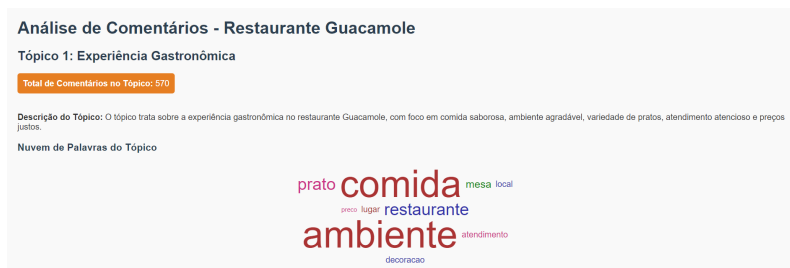 Análise de Comentários - Restaurante Guacamole
Tópico 1: Experiência Gastronômica
Total de Comentários no Tópico: 570
Descrição do Tópico: O tópico trata sobre a experiência gastronômica no restaurante Guacamole, com foco em comida saborosa, ambiente agradável, variedade de pratos, atendimento atencioso e preços
justos.
Nuvem de Palavras do Tópico
prato comida mesa local
preco lugar restaurante
ambiente atendimento
decoracao